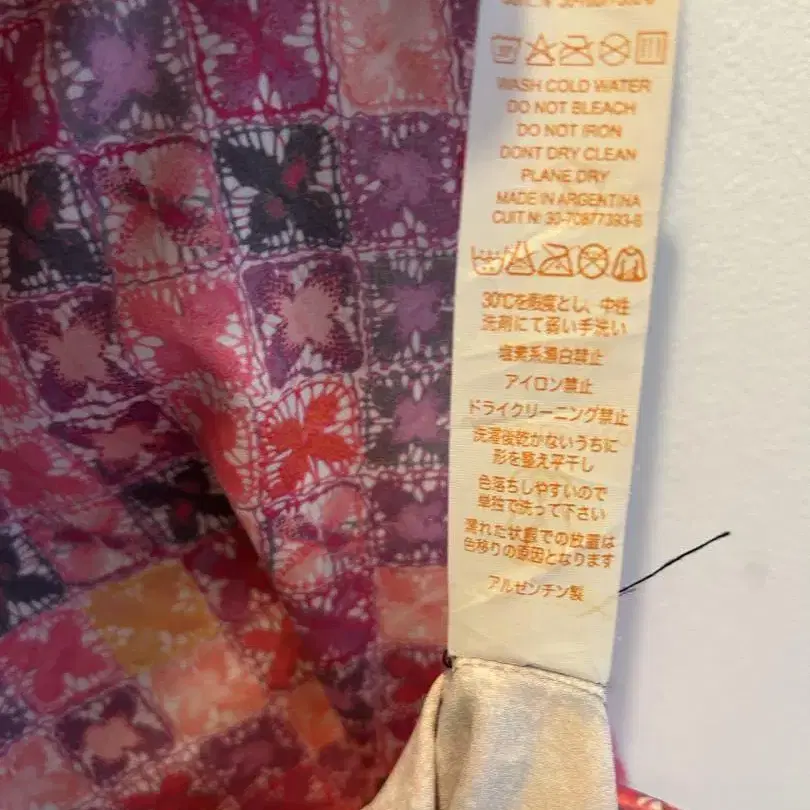 WASH COLD WATER
DO NOT BLEACH
DO NOT IRON
DONT DRY CLEAN
PLANE DRY
MADE IN ARGENTINA
CUIT N: 30-70877393-6
30℃を限度とし、中性
洗剤にて弱い手洗い
塩素系漂白禁止
アイロン禁止
ドライクリーニング禁止
洗濯後乾かないうちに
形を整え平干し
色落ちしやすいので
単独で洗って下さい
濡れた状態での放置は
色移りの原因となります
アルゼンチン製